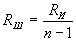 R_Ш = R_И / (n − 1)